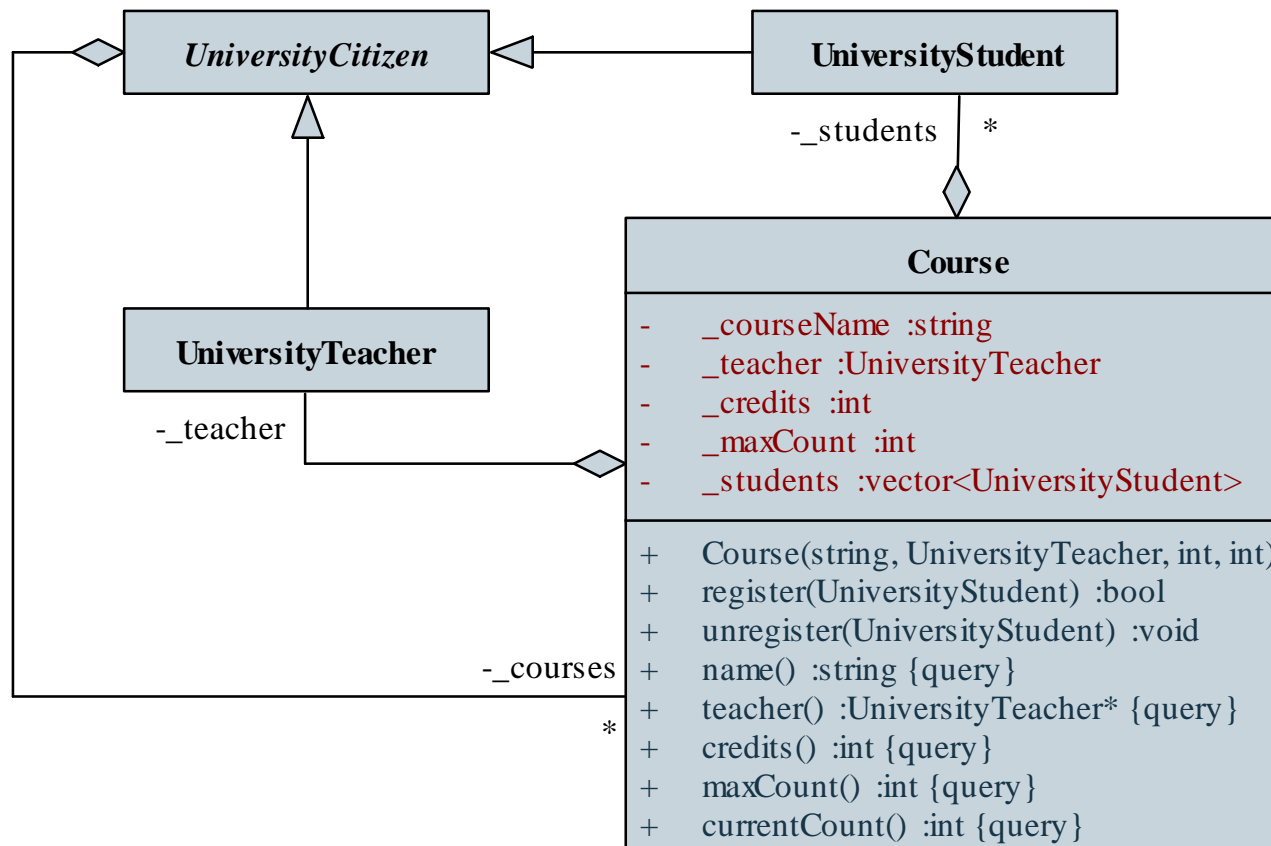 UniversityCitizen
UniversityStudent
-_students *
Course
- _courseName :string
- _teacher :UniversityTeacher
- _credits :int
- _maxCount :int
- _students :vector<UniversityStudent>
UniversityTeacher
-_teacher
+ Course(string, UniversityTeacher, int, int)
+ register(UniversityStudent) :bool
+ unregister(UniversityStudent) :void
+ name() :string {query}
+ teacher() :UniversityTeacher* {query}
+ credits() :int {query}
+ maxCount() :int {query}
+ currentCount() :int {query}
-_courses
*